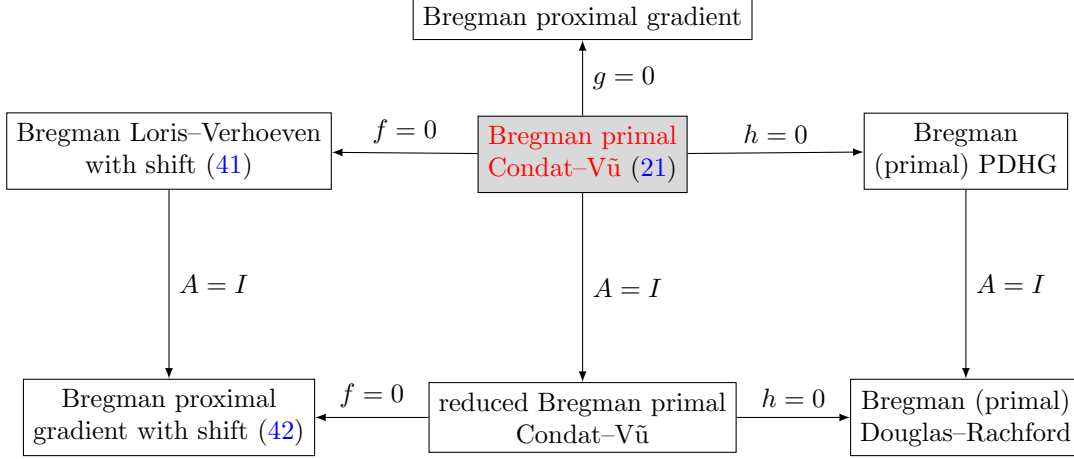 Bregman proximal gradient
g = 0
Bregman Loris–Verhoeven
with shift (41)
f = 0
Bregman primal
Condat–Vũ (21)
h = 0
Bregman
(primal) PDHG
A = I
A = I
A = I
Bregman proximal
gradient with shift (42)
f = 0
reduced Bregman primal
Condat–Vũ
h = 0
Bregman (primal)
Douglas–Rachford